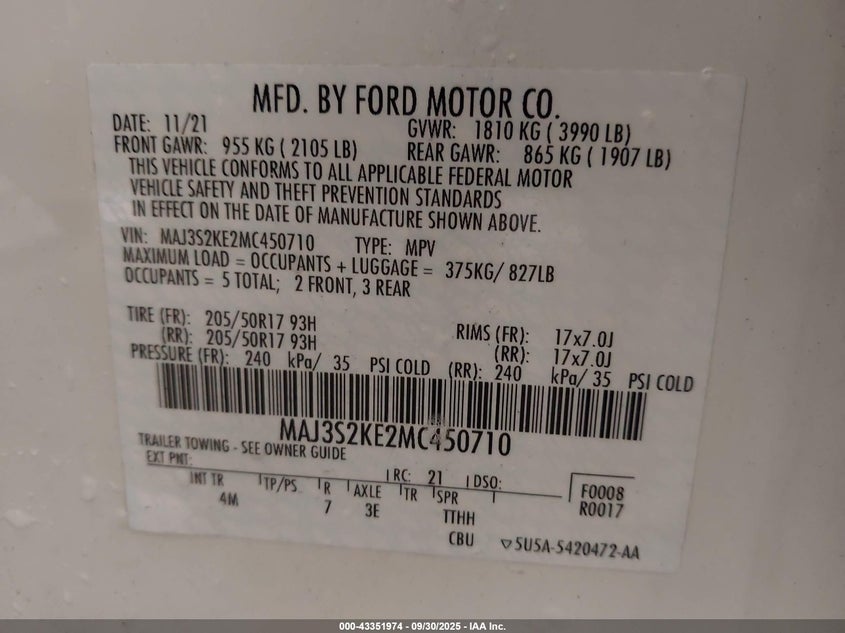 MFD. BY FORD MOTOR CO.
DATE: 11/21 GVWR: 1810 KG ( 3990 LB)
FRONT GAWR: 955 KG ( 2105 LB) REAR GAWR: 865 KG ( 1907 LB)
THIS VEHICLE CONFORMS TO ALL APPLICABLE FEDERAL MOTOR
VEHICLE SAFETY AND THEFT PREVENTION STANDARDS
IN EFFECT ON THE DATE OF MANUFACTURE SHOWN ABOVE.
VIN: MAJ3S2KE2MC450710 TYPE: MPV
MAXIMUM LOAD = OCCUPANTS + LUGGAGE = 375KG/ 827LB
OCCUPANTS = 5 TOTAL; 2 FRONT, 3 REAR
TIRE (FR): 205/50R17 93H RIMS (FR): 17x7.0J
(RR): 205/50R17 93H (RR): 17x7.0J
PRESSURE (FR): 240 kPa/ 35 PSI COLD (RR): 240 kPa/ 35 PSI COLD
MAJ3S2KE2MC450710
TRAILER TOWING - SEE OWNER GUIDE
EXT PNT: RC: 21 DSO: F0008
INT TR TP/PS R AXLE TR SPR R0017
4M 7 3E TTHH
CBU ▽5U5A-5420472-AA
000-43351974 - 09/30/2025 - IAA Inc.